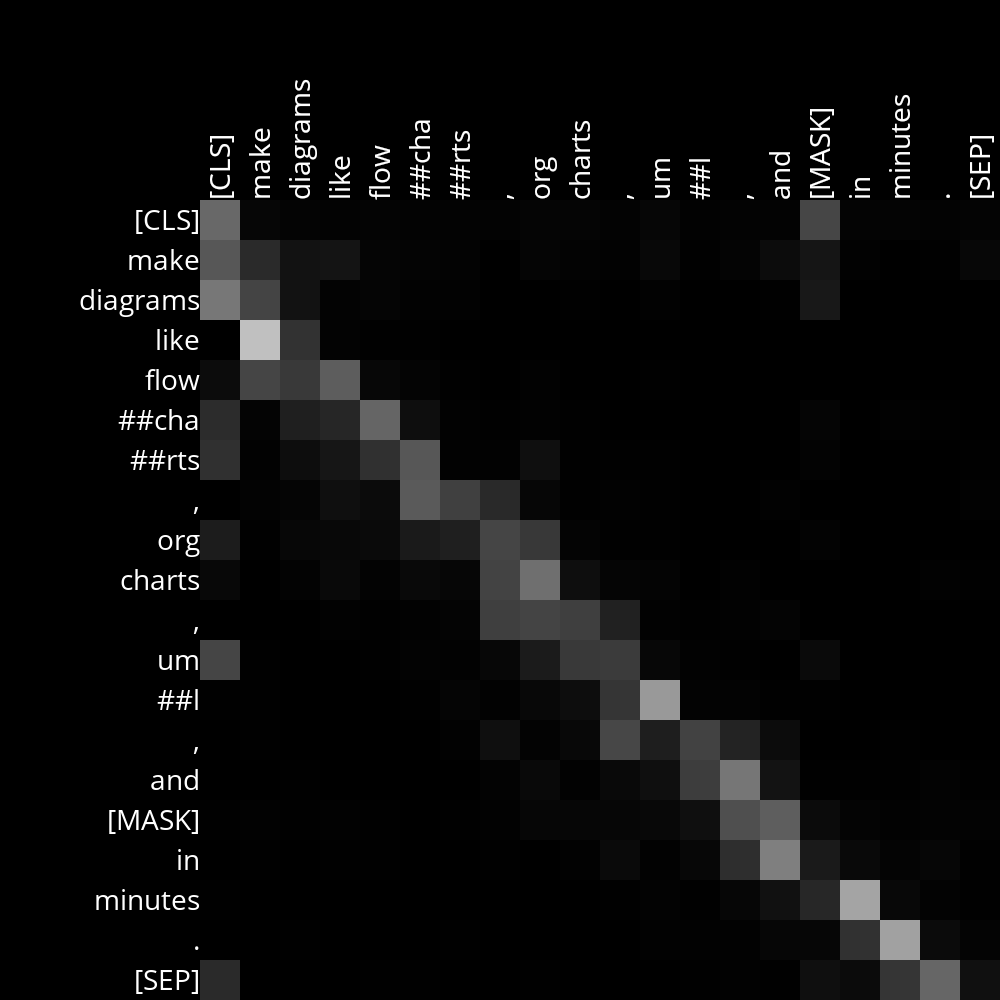 [CLS] make diagrams like flow ##cha ##rts , org charts , um ##l , and [MASK] in minutes . [SEP]
[CLS]
make
diagrams
like
flow
##cha
##rts
,
org
charts
,
um
##l
,
and
[MASK]
in
minutes
.
[SEP]